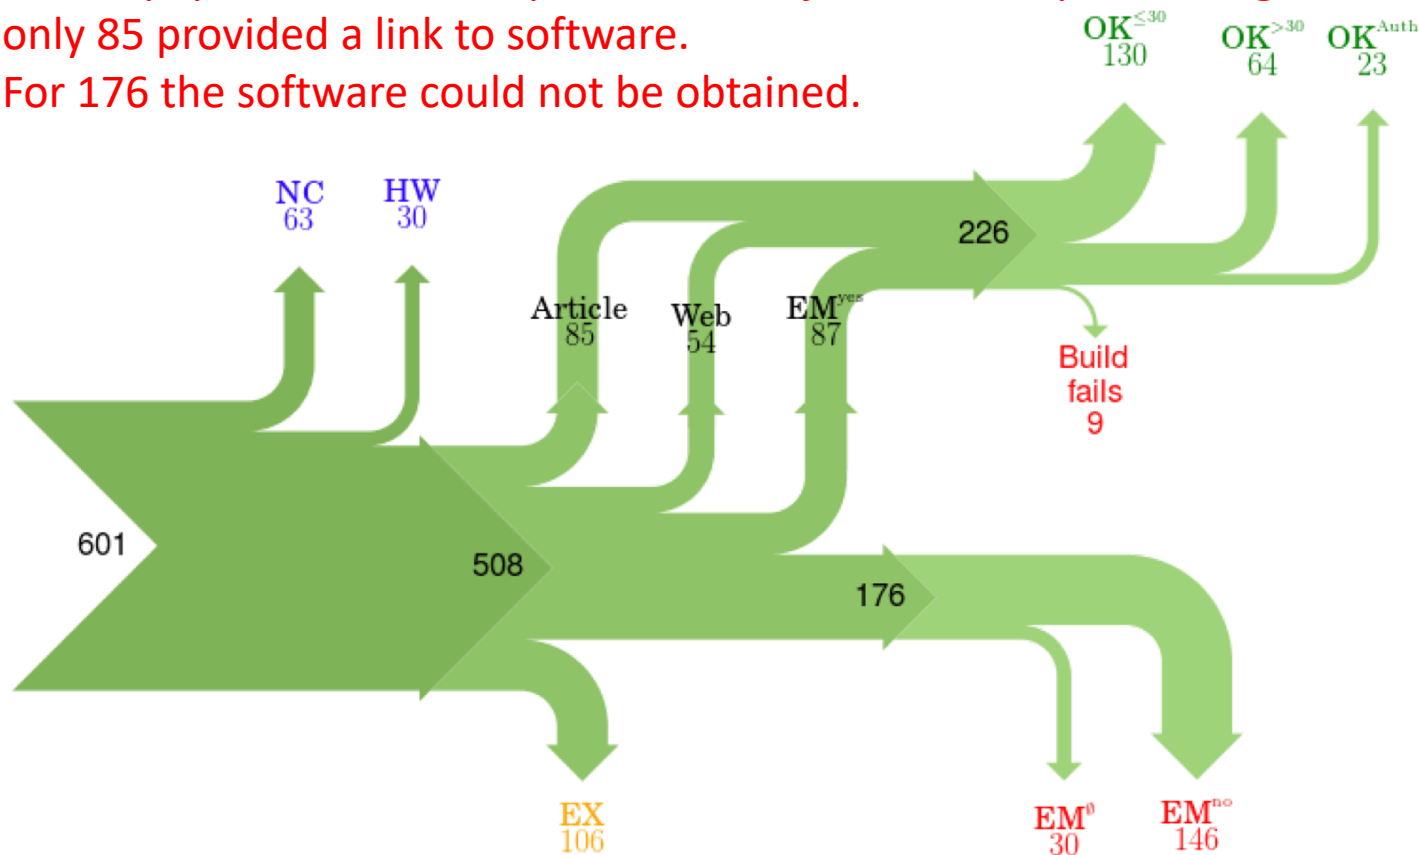 only 85 provided a link to software.
For 176 the software could not be obtained.
OK≤30
130
OK>30
64
OKAuth
23
NC
63
HW
30
226
Article
85
Web
54
EMyes
87
Build
fails
9
601
508
176
EX
106
EM∅
30
EMno
146